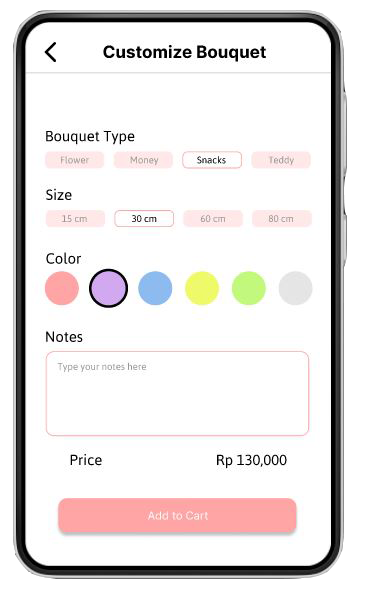 Customize Bouquet
Bouquet Type
Flower Money Snacks Teddy
Size
15 cm 30 cm 60 cm 80 cm
Color
Notes
Type your notes here
Price Rp 130,000
Add to Cart